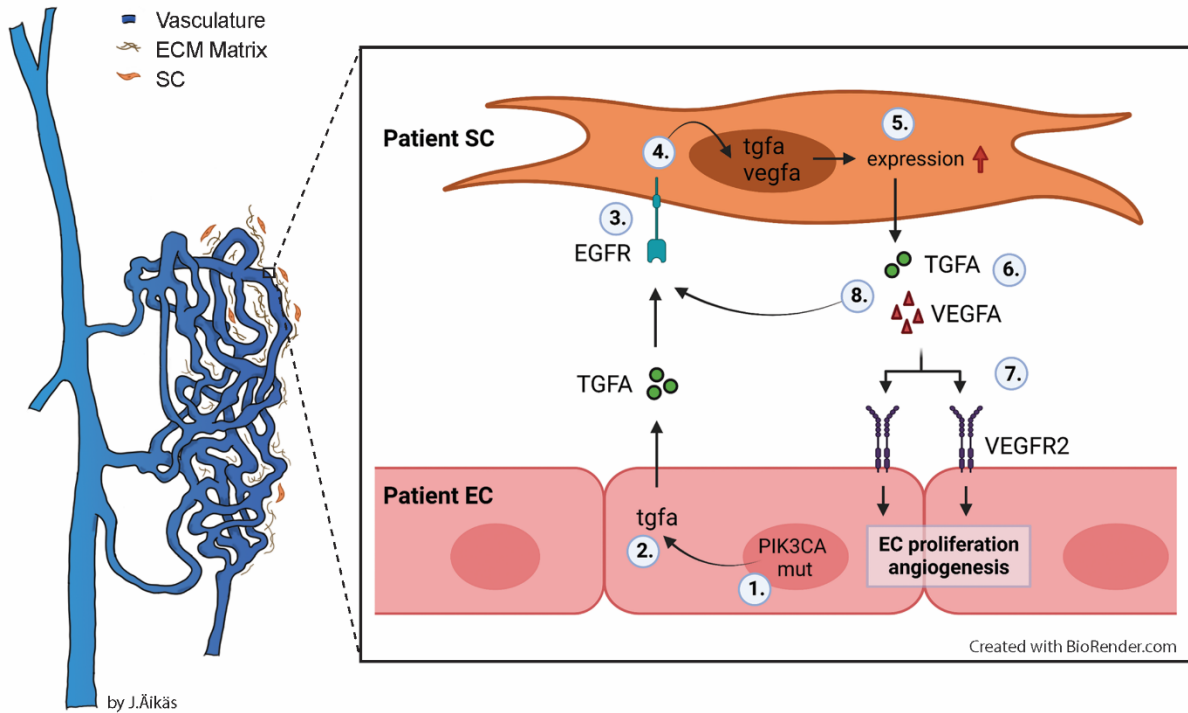 Vasculature
ECM Matrix
SC
Patient SC
4.
tgfa
vegfa
5.
expression
3.
EGFR
TGFA
6.
8.
VEGFA
TGFA
7.
VEGFR2
Patient EC
tgfa
2.
PIK3CA
mut
1.
EC proliferation
angiogenesis
Created with BioRender.com
by J.Äikäs